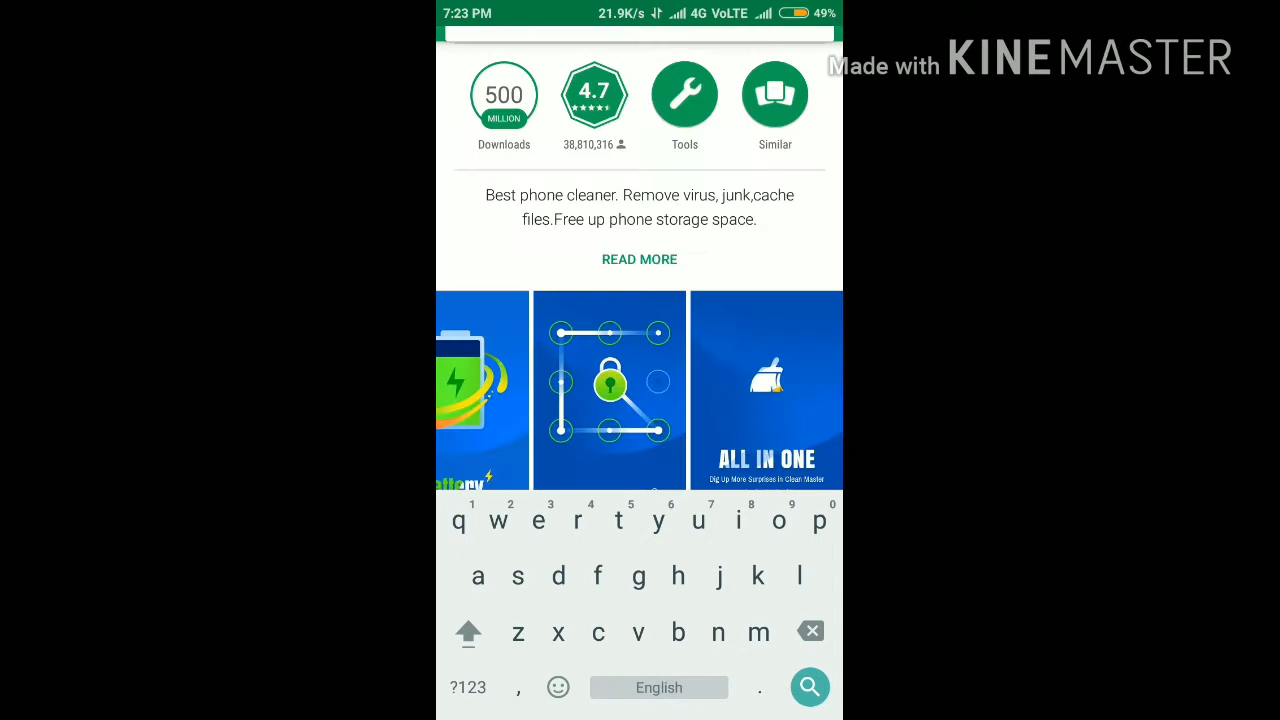 7:23 PM 21.9K/s 4G VoLTE 49%
Made with KINEMASTER
500 MILLION
4.7
Downloads 38,810,316 Tools Similar
Best phone cleaner. Remove virus, junk,cache
files.Free up phone storage space.
READ MORE
ALL IN ONE
Dig Up More Surprises in Clean Master
1 2 3 4 5 6 7 8 9 0
q w e r t y u i o p
a s d f g h j k l
z x c v b n m
?123 , English .